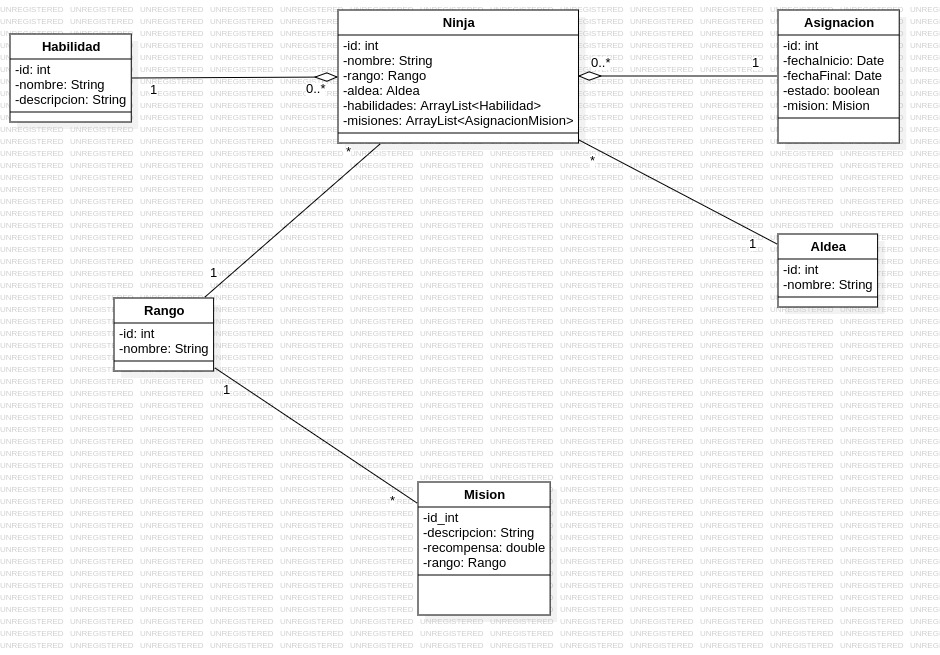 Habilidad
-id: int
-nombre: String
-descripcion: String
1
0..*
Ninja
-id: int
-nombre: String
-rango: Rango
-aldea: Aldea
-habilidades: ArrayList<Habilidad>
-misiones: ArrayList<AsignacionMision>
0..*
1
Asignacion
-id: int
-fechaInicio: Date
-fechaFinal: Date
-estado: boolean
-mision: Mision
*
1
*
1
Aldea
-id: int
-nombre: String
Rango
-id: int
-nombre: String
1
*
Mision
-id_int
-descripcion: String
-recompensa: double
-rango: Rango
UNREGISTERED